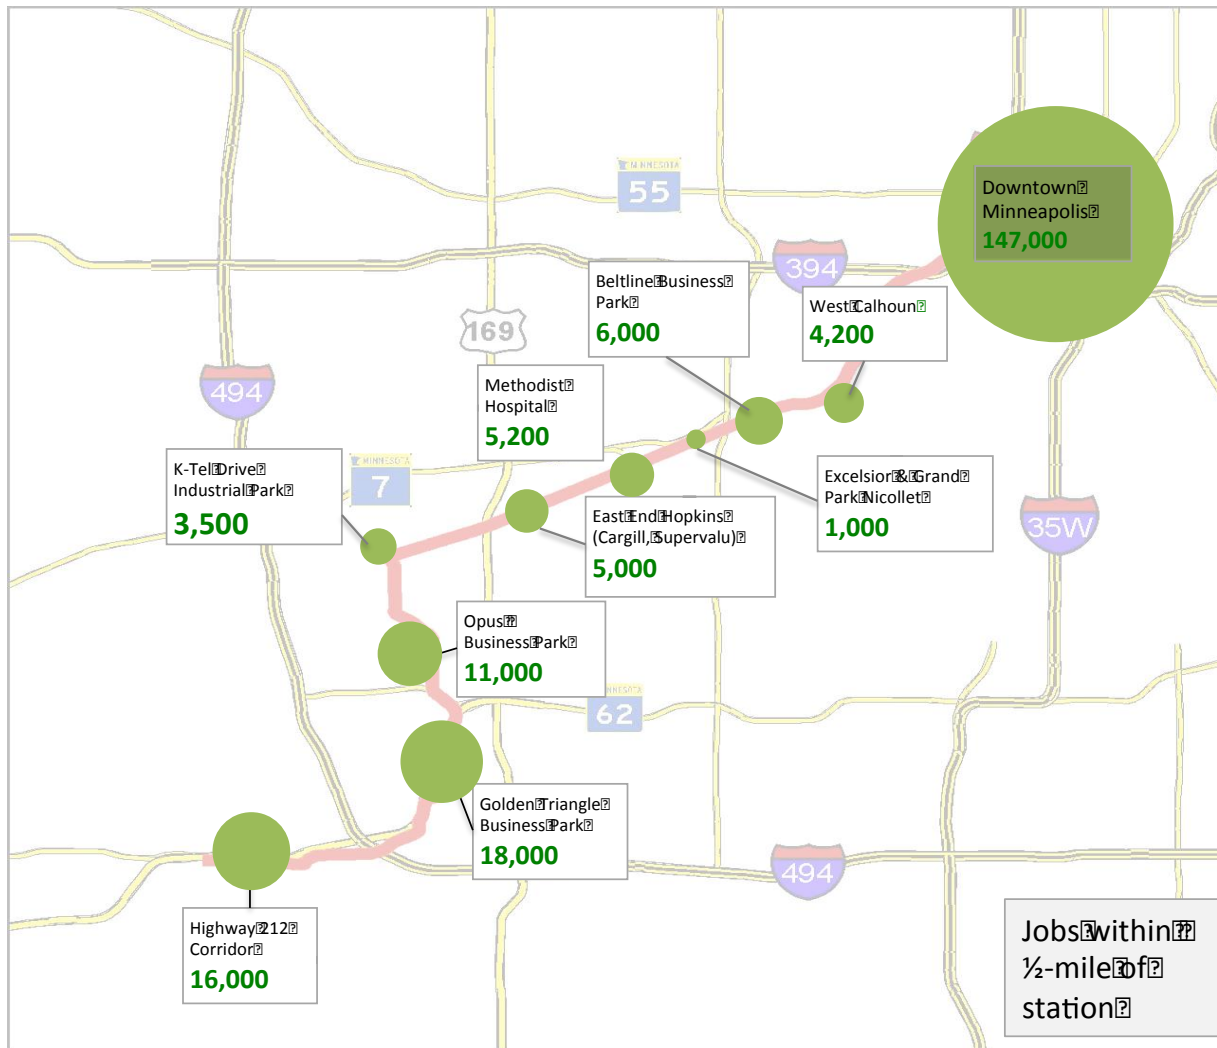 MINNESOTA
55
Downtown
Minneapolis
147,000
394
Beltline Business
Park
6,000
West Calhoun
4,200
169
494
Methodist
Hospital
5,200
K-Tel Drive
Industrial Park
3,500
MINNESOTA
7
Excelsior & Grand
Park Nicollet
1,000
East End Hopkins
(Cargill, Supervalu)
5,000
35W
Opus
Business Park
11,000
MINNESOTA
62
Golden Triangle
Business Park
18,000
494
Highway 212
Corridor
16,000
Jobs within
½-mile of
station